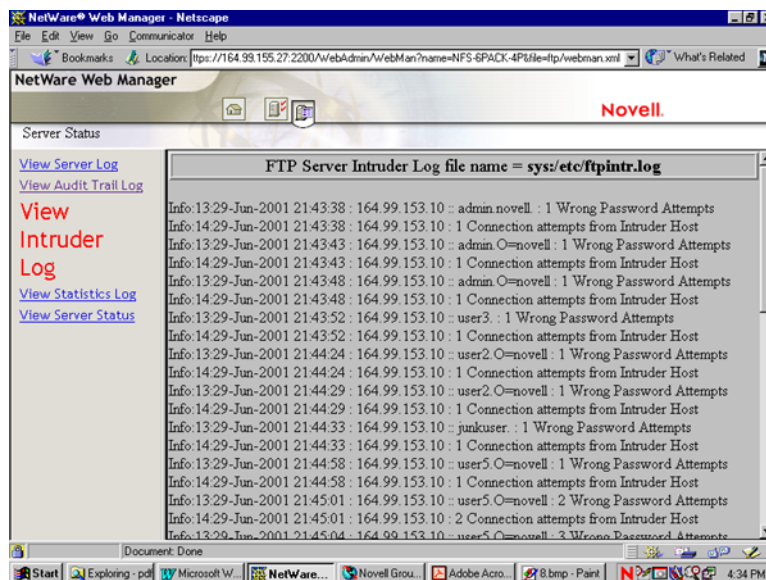 NetWare® Web Manager - Netscape
File Edit View Go Communicator Help
Bookmarks Location: ttps://164.99.155.27:2200/WebAdmin/WebMan?name=NFS-6PACK-4P&file=ftp/webman.xml What's Related
NetWare Web Manager
Novell.
Server Status
View Server Log
View Audit Trail Log
View
Intruder
Log
View Statistics Log
View Server Status
FTP Server Intruder Log file name = sys:/etc/ftpintr.log
Info:13:29-Jun-2001 21:43:38 : 164.99.153.10 :: admin.novell. : 1 Wrong Password Attempts
Info:14:29-Jun-2001 21:43:38 : 164.99.153.10 : 1 Connection attempts from Intruder Host
Info:13:29-Jun-2001 21:43:43 : 164.99.153.10 :: admin.O=novell : 1 Wrong Password Attempts
Info:14:29-Jun-2001 21:43:43 : 164.99.153.10 : 1 Connection attempts from Intruder Host
Info:13:29-Jun-2001 21:43:48 : 164.99.153.10 :: admin.O=novell : 1 Wrong Password Attempts
Info:14:29-Jun-2001 21:43:48 : 164.99.153.10 : 1 Connection attempts from Intruder Host
Info:13:29-Jun-2001 21:43:52 : 164.99.153.10 :: user3. : 1 Wrong Password Attempts
Info:14:29-Jun-2001 21:43:52 : 164.99.153.10 : 1 Connection attempts from Intruder Host
Info:13:29-Jun-2001 21:44:24 : 164.99.153.10 :: user2.O=novell : 1 Wrong Password Attempts
Info:14:29-Jun-2001 21:44:24 : 164.99.153.10 : 1 Connection attempts from Intruder Host
Info:13:29-Jun-2001 21:44:29 : 164.99.153.10 :: user2.O=novell : 1 Wrong Password Attempts
Info:14:29-Jun-2001 21:44:29 : 164.99.153.10 : 1 Connection attempts from Intruder Host
Info:13:29-Jun-2001 21:44:33 : 164.99.153.10 :: junkuser. : 1 Wrong Password Attempts
Info:14:29-Jun-2001 21:44:33 : 164.99.153.10 : 1 Connection attempts from Intruder Host
Info:13:29-Jun-2001 21:44:58 : 164.99.153.10 :: user5.O=novell : 1 Wrong Password Attempts
Info:14:29-Jun-2001 21:44:58 : 164.99.153.10 : 1 Connection attempts from Intruder Host
Info:13:29-Jun-2001 21:45:01 : 164.99.153.10 :: user5.O=novell : 2 Wrong Password Attempts
Info:14:29-Jun-2001 21:45:01 : 164.99.153.10 : 2 Connection attempts from Intruder Host
Info:13:29-Jun-2001 21:45:04 : 164.99.153.10 :: user5.O=novell : 3 Wrong Password Attempts
Document: Done
Start Exploring - pdf Microsoft W... NetWare... Novell Grou... Adobe Acro... 8.bmp - Paint 4:34 PM